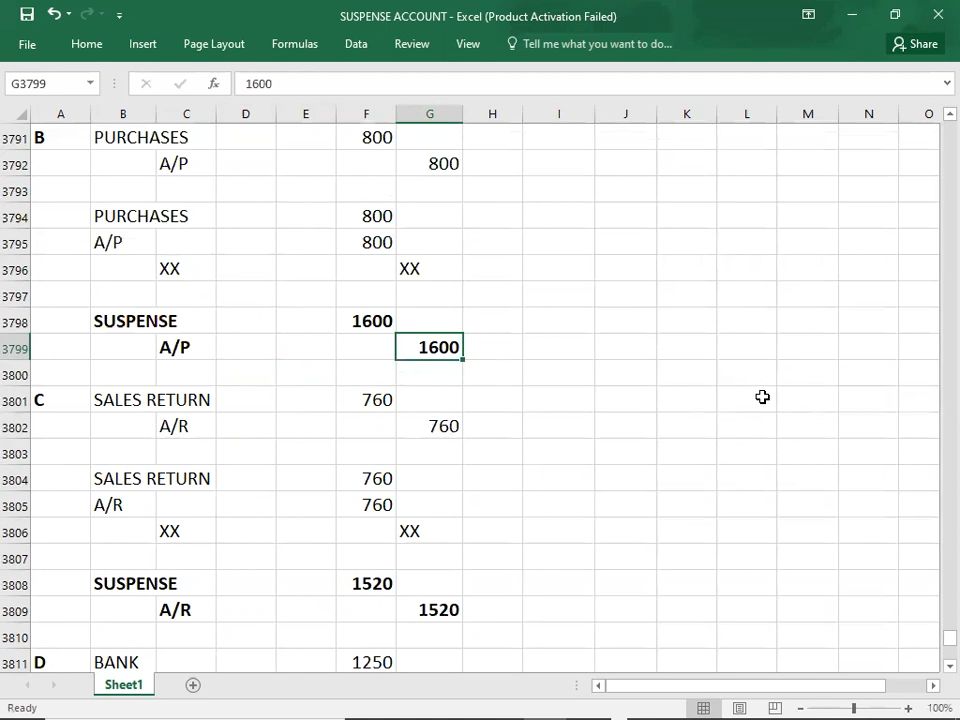 SUSPENSE ACCOUNT - Excel (Product Activation Failed)
File Home Insert Page Layout Formulas Data Review View Tell me what you want to do... Share
G3799 fx 1600
A B C D E F G H I J K L M N O
3791 B PURCHASES 800
3792 A/P 800
3793
3794 PURCHASES 800
3795 A/P 800
3796 XX XX
3797
3798 SUSPENSE 1600
3799 A/P 1600
3800
3801 C SALES RETURN 760
3802 A/R 760
3803
3804 SALES RETURN 760
3805 A/R 760
3806 XX XX
3807
3808 SUSPENSE 1520
3809 A/R 1520
3810
3811 D BANK 1250
Sheet1
Ready 100%